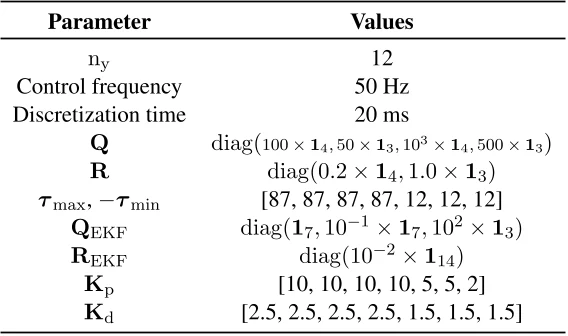 Parameter Values
n_y 12
Control frequency 50 Hz
Discretization time 20 ms
Q diag(100 × 1_4, 50 × 1_3, 10^3 × 1_4, 500 × 1_3)
R diag(0.2 × 1_4, 1.0 × 1_3)
τ_max, −τ_min [87, 87, 87, 87, 12, 12, 12]
Q_EKF diag(1_7, 10^−1 × 1_7, 10^2 × 1_3)
R_EKF diag(10^−2 × 1_14)
K_p [10, 10, 10, 10, 5, 5, 2]
K_d [2.5, 2.5, 2.5, 2.5, 1.5, 1.5, 1.5]